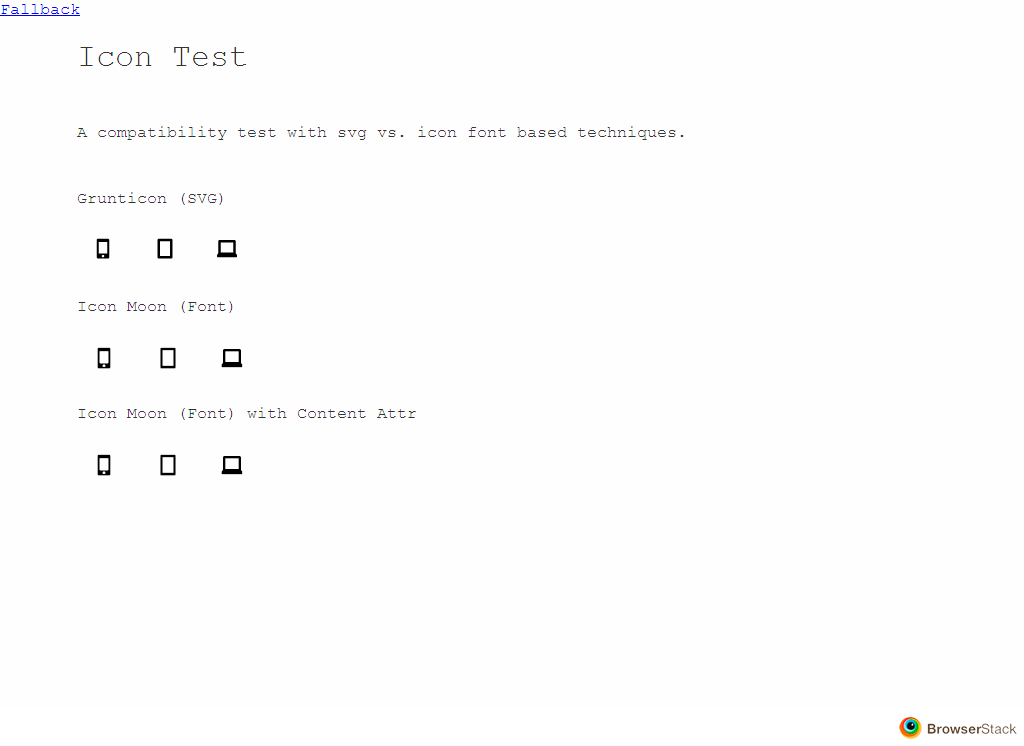 Fallback
Icon Test
A compatibility test with svg vs. icon font based techniques.
Grunticon (SVG)
Icon Moon (Font)
Icon Moon (Font) with Content Attr
BrowserStack